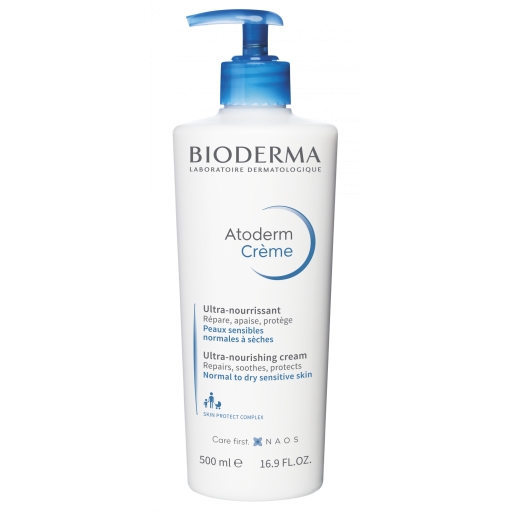 BIODERMA
LABORATOIRE DERMATOLOGIQUE
Atoderm
Crème
Ultra-nourrissant
Répare, apaise, protège
Peaux sensibles
normales à sèches
Ultra-nourishing cream
Repairs, soothes, protects
Normal to dry sensitive skin
SKIN PROTECT COMPLEX
Care first. NAOS
500 ml ℮ 16.9 FL.OZ.